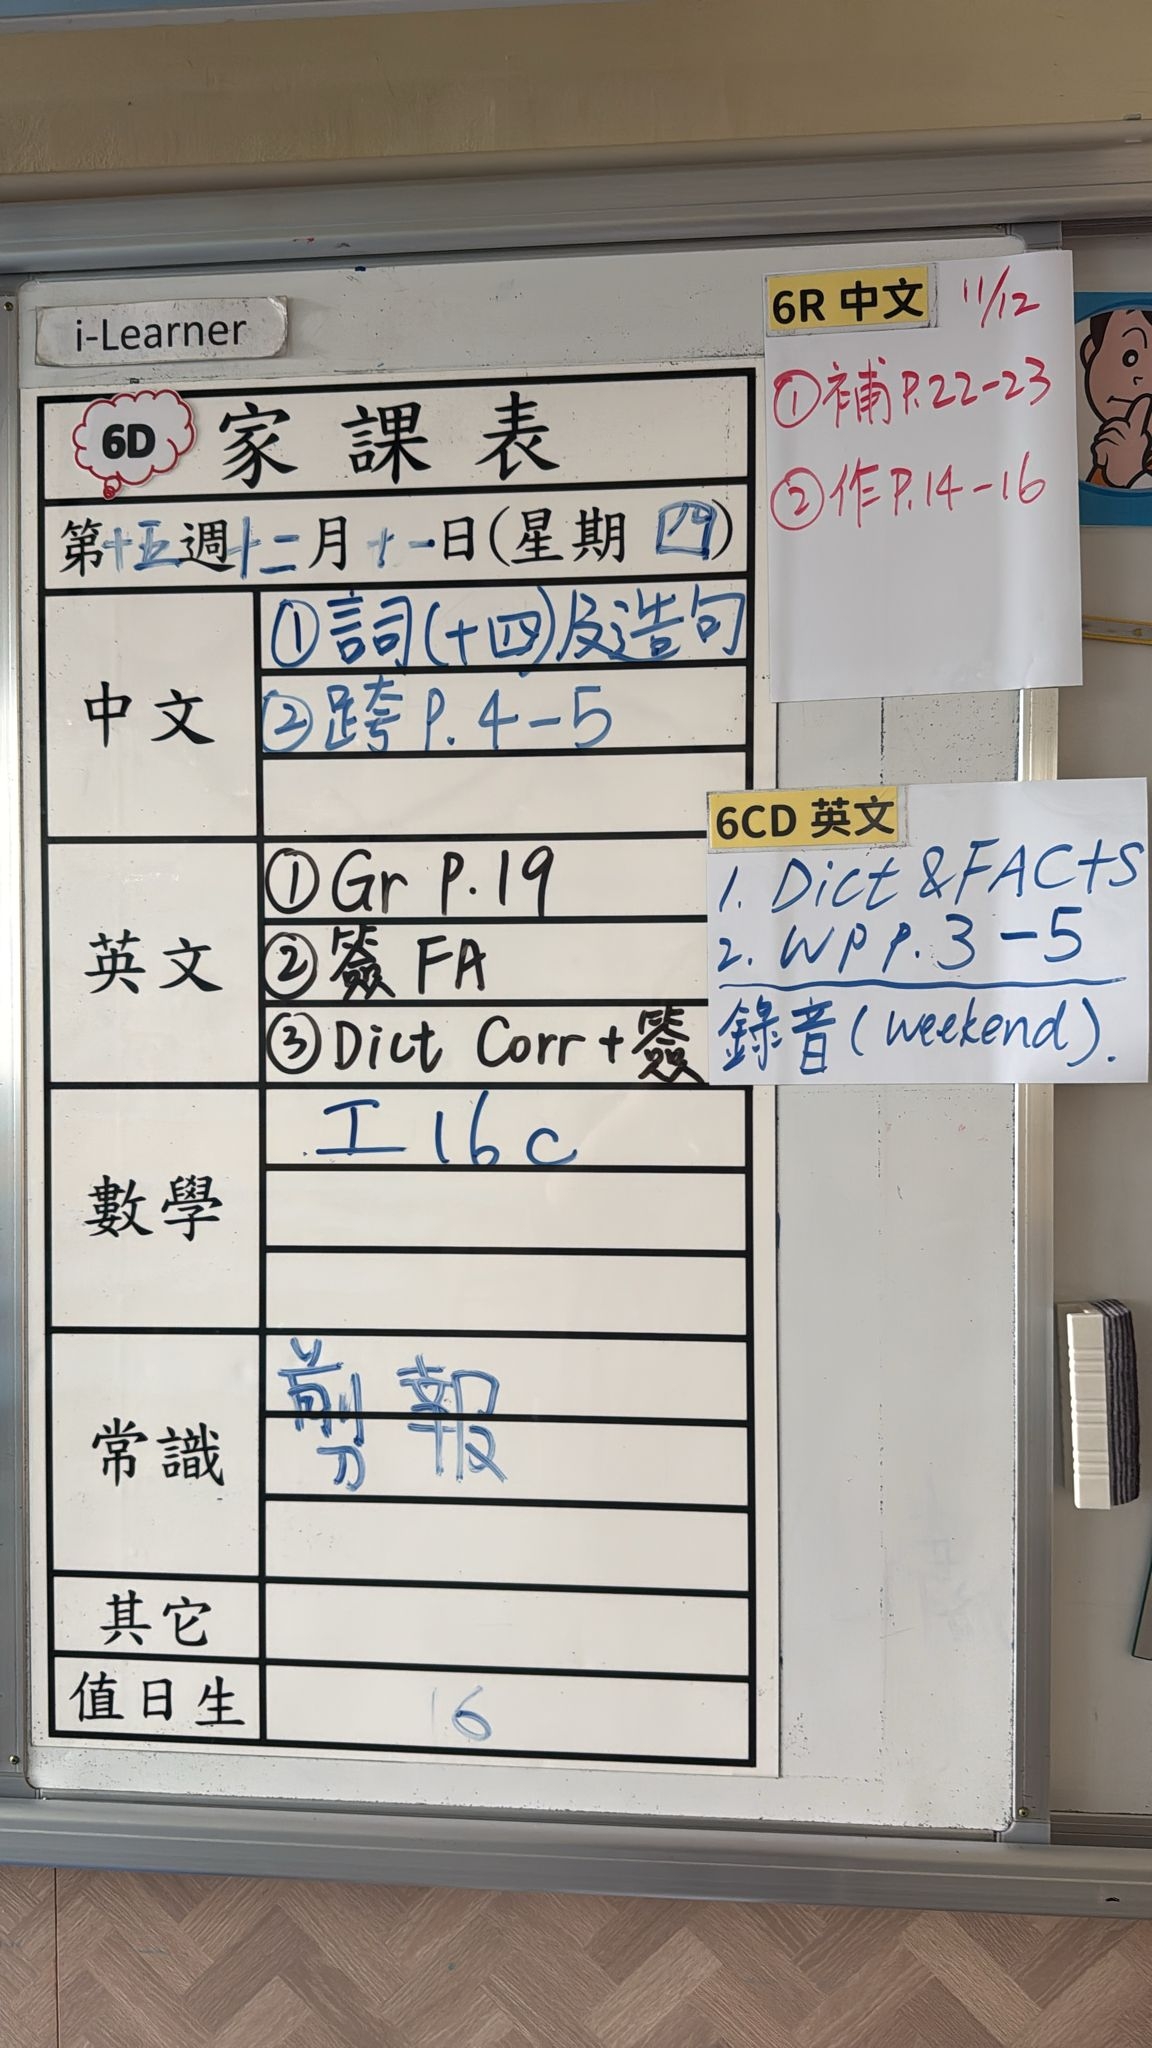 i-Learner
6D 家課表
第十五週十二月十一日(星期 四)
中文
①詞(十四)及造句
②跨 P.4-5
英文
①Gr P.19
②簽 FA
③Dict Corr+簽
數學
工16c
常識
剪報
其它
值日生
16
6R 中文 11/12
①補 P.22-23
②作 P.14-16
6CD 英文
1. Dict & FACts
2. WP P.3-5
錄音(weekend).